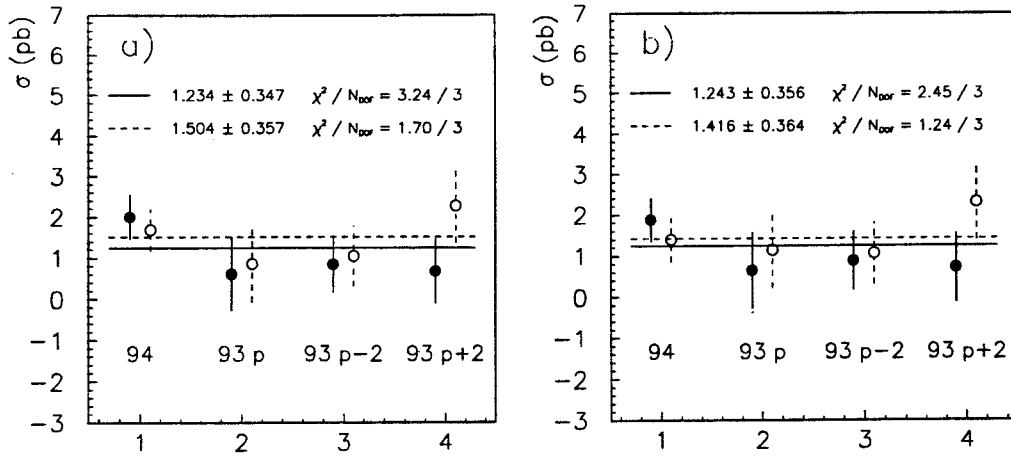 a)
σ (pb)
7
6
5
4
3
2
1
0
−1
−2
−3
1.234 ± 0.347 χ² / N_DOF = 3.24 / 3
1.504 ± 0.357 χ² / N_DOF = 1.70 / 3
94 93 p 93 p−2 93 p+2
1 2 3 4
b)
σ (pb)
7
6
5
4
3
2
1
0
−1
−2
−3
1.243 ± 0.356 χ² / N_DOF = 2.45 / 3
1.416 ± 0.364 χ² / N_DOF = 1.24 / 3
94 93 p 93 p−2 93 p+2
1 2 3 4